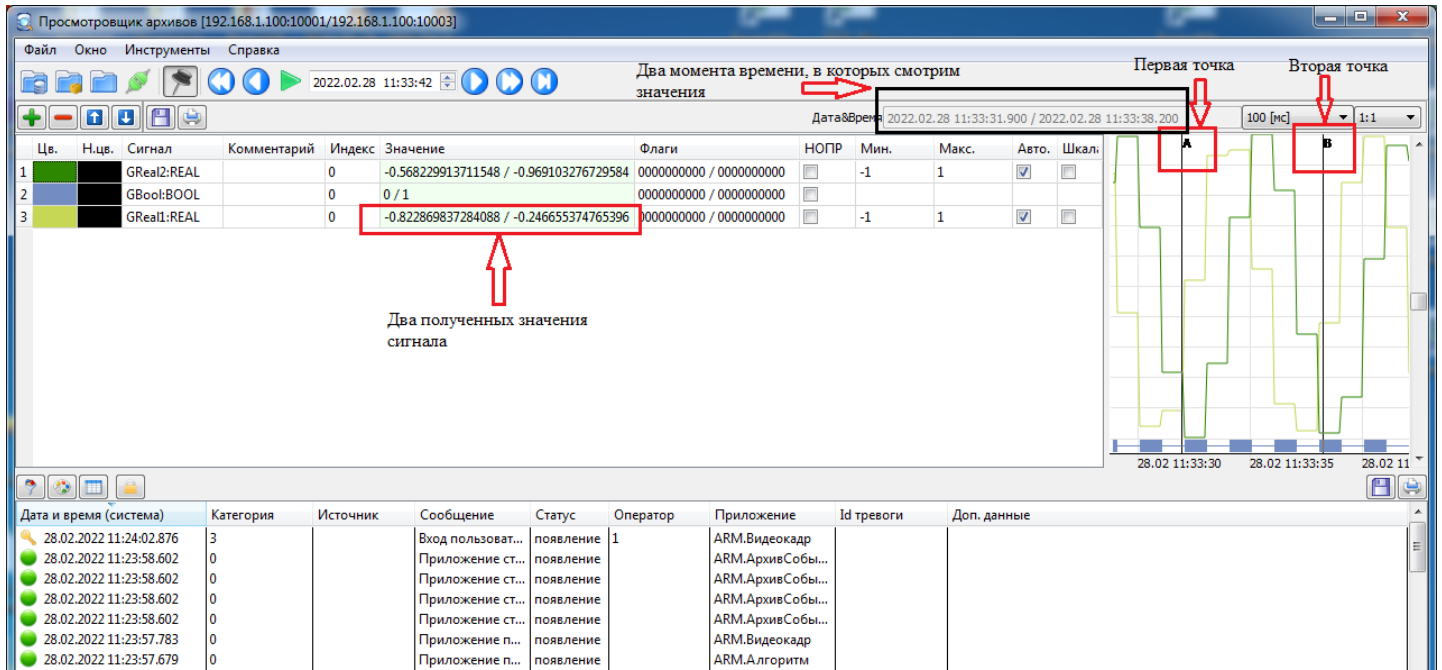 Просмотровщик архивов [192.168.1.100:10001/192.168.1.100:10003]
Файл Окно Инструменты Справка
2022.02.28 11:33:42
Два момента времени, в которых смотрим
значения
Первая точка
Вторая точка
Дата&Время 2022.02.28 11:33:31.900 / 2022.02.28 11:33:38.200
100 [мс]
1:1
Цв. Н.цв. Сигнал Комментарий Индекс Значение Флаги НОПР Мин. Макс. Авто. Шкала
1 GReal2:REAL 0 -0.568229913711548 / -0.969103276729584 0000000000 / 0000000000 -1 1
2 GBool:BOOL 0 0 / 1 0000000000 / 0000000000
3 GReal1:REAL 0 -0.822869837284088 / -0.246655374765396 0000000000 / 0000000000 -1 1
A
B
Два полученных значения
сигнала
28.02 11:33:30 28.02 11:33:35 28.02 11
Дата и время (система) Категория Источник Сообщение Статус Оператор Приложение Id тревоги Доп. данные
28.02.2022 11:24:02.876 3 Вход пользоват... появление 1 ARM.Видеокадр
28.02.2022 11:23:58.602 0 Приложение ст... появление ARM.АрхивСобы...
28.02.2022 11:23:58.602 0 Приложение ст... появление ARM.АрхивСобы...
28.02.2022 11:23:58.602 0 Приложение ст... появление ARM.АрхивСобы...
28.02.2022 11:23:58.602 0 Приложение ст... появление ARM.АрхивСобы...
28.02.2022 11:23:57.783 0 Приложение п... появление ARM.Видеокадр
28.02.2022 11:23:57.679 0 Приложение п... появление ARM.Алгоритм